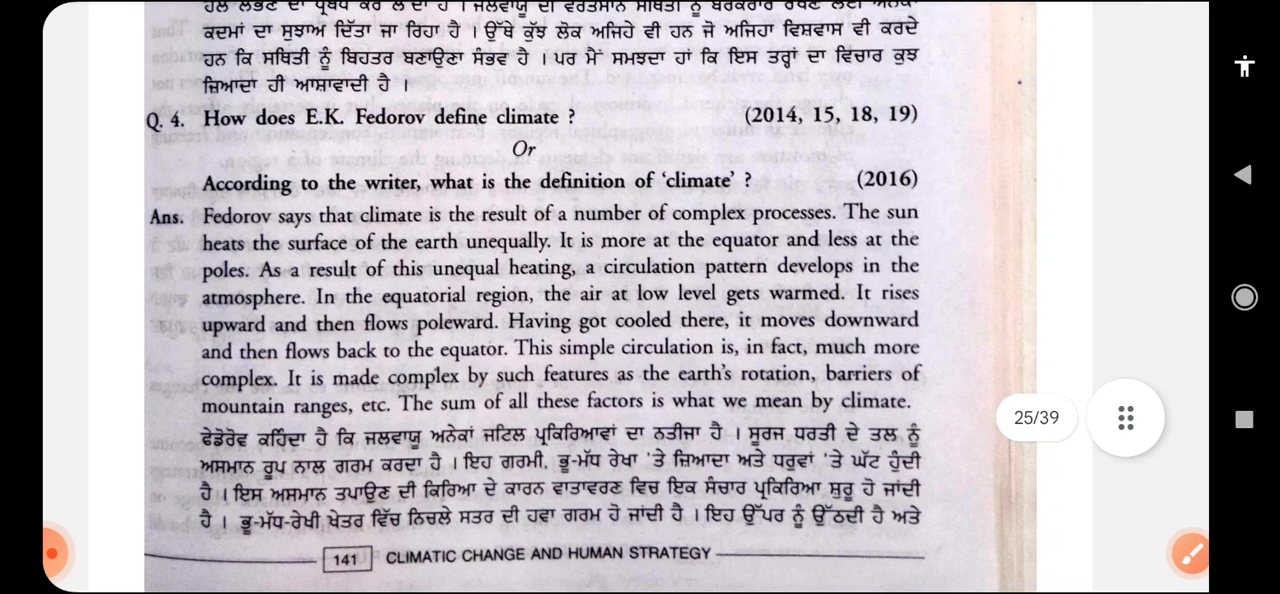 ਕਦਮਾਂ ਦਾ ਸੁਝਾਅ ਦਿੱਤਾ ਜਾ ਰਿਹਾ ਹੈ । ਉੱਥੇ ਕੁੱਝ ਲੋਕ ਅਜਿਹੇ ਵੀ ਹਨ ਜੋ ਅਜਿਹਾਂ ਵਿਸ਼ਵਾਸ ਵੀ ਕਰਦੇ
ਹਨ ਕਿ ਸਥਿਤੀ ਨੂੰ ਬਿਹਤਰ ਬਣਾਉਣਾ ਸੰਭਵ ਹੈ । ਪਰ ਮੈਂ ਸਮਝਦਾ ਹਾਂ ਕਿ ਇਸ ਤਰ੍ਹਾਂ ਦਾ ਵਿਚਾਰ ਕੁਝ
ਜ਼ਿਆਦਾ ਹੀ ਆਸ਼ਾਵਾਦੀ ਹੈ ।
Q. 4. How does E.K. Fedorov define climate ? (2014, 15, 18, 19)
Or
According to the writer, what is the definition of 'climate' ? (2016)
Ans. Fedorov says that climate is the result of a number of complex processes. The sun
heats the surface of the earth unequally. It is more at the equator and less at the
poles. As a result of this unequal heating, a circulation pattern develops in the
atmosphere. In the equatorial region, the air at low level gets warmed. It rises
upward and then flows poleward. Having got cooled there, it moves downward
and then flows back to the equator. This simple circulation is, in fact, much more
complex. It is made complex by such features as the earth's rotation, barriers of
mountain ranges, etc. The sum of all these factors is what we mean by climate.
ਫੇਡੋਰੋਵ ਕਹਿੰਦਾ ਹੈ ਕਿ ਜਲਵਾਯੂ ਅਨੇਕਾਂ ਜਟਿਲ ਪ੍ਰਕਿਰਿਆਵਾਂ ਦਾ ਨਤੀਜਾ ਹੈ । ਸੂਰਜ ਧਰਤੀ ਦੇ ਤਲ ਨੂੰ
ਅਸਮਾਨ ਰੂਪ ਨਾਲ ਗਰਮ ਕਰਦਾ ਹੈ । ਇਹ ਗਰਮੀ, ਭੂ-ਮੱਧ ਰੇਖਾ 'ਤੇ ਜ਼ਿਆਦਾ ਅਤੇ ਧਰੁਵਾਂ 'ਤੇ ਘੱਟ ਹੁੰਦੀ
ਹੈ । ਇਸ ਅਸਮਾਨ ਤਪਾਉਣ ਦੀ ਕਿਰਿਆ ਦੇ ਕਾਰਨ ਵਾਤਾਵਰਣ ਵਿਚ ਇਕ ਸੰਚਾਰ ਪ੍ਰਕਿਰਿਆ ਸ਼ੁਰੂ ਹੋ ਜਾਂਦੀ
ਹੈ । ਭੂ-ਮੱਧ-ਰੇਖੀ ਖੇਤਰ ਵਿੱਚ ਨਿਚਲੇ ਸਤਰ ਦੀ ਹਵਾ ਗਰਮ ਹੋ ਜਾਂਦੀ ਹੈ । ਇਹ ਉੱਪਰ ਨੂੰ ਉੱਠਦੀ ਹੈ ਅਤੇ
141 CLIMATIC CHANGE AND HUMAN STRATEGY
25/39